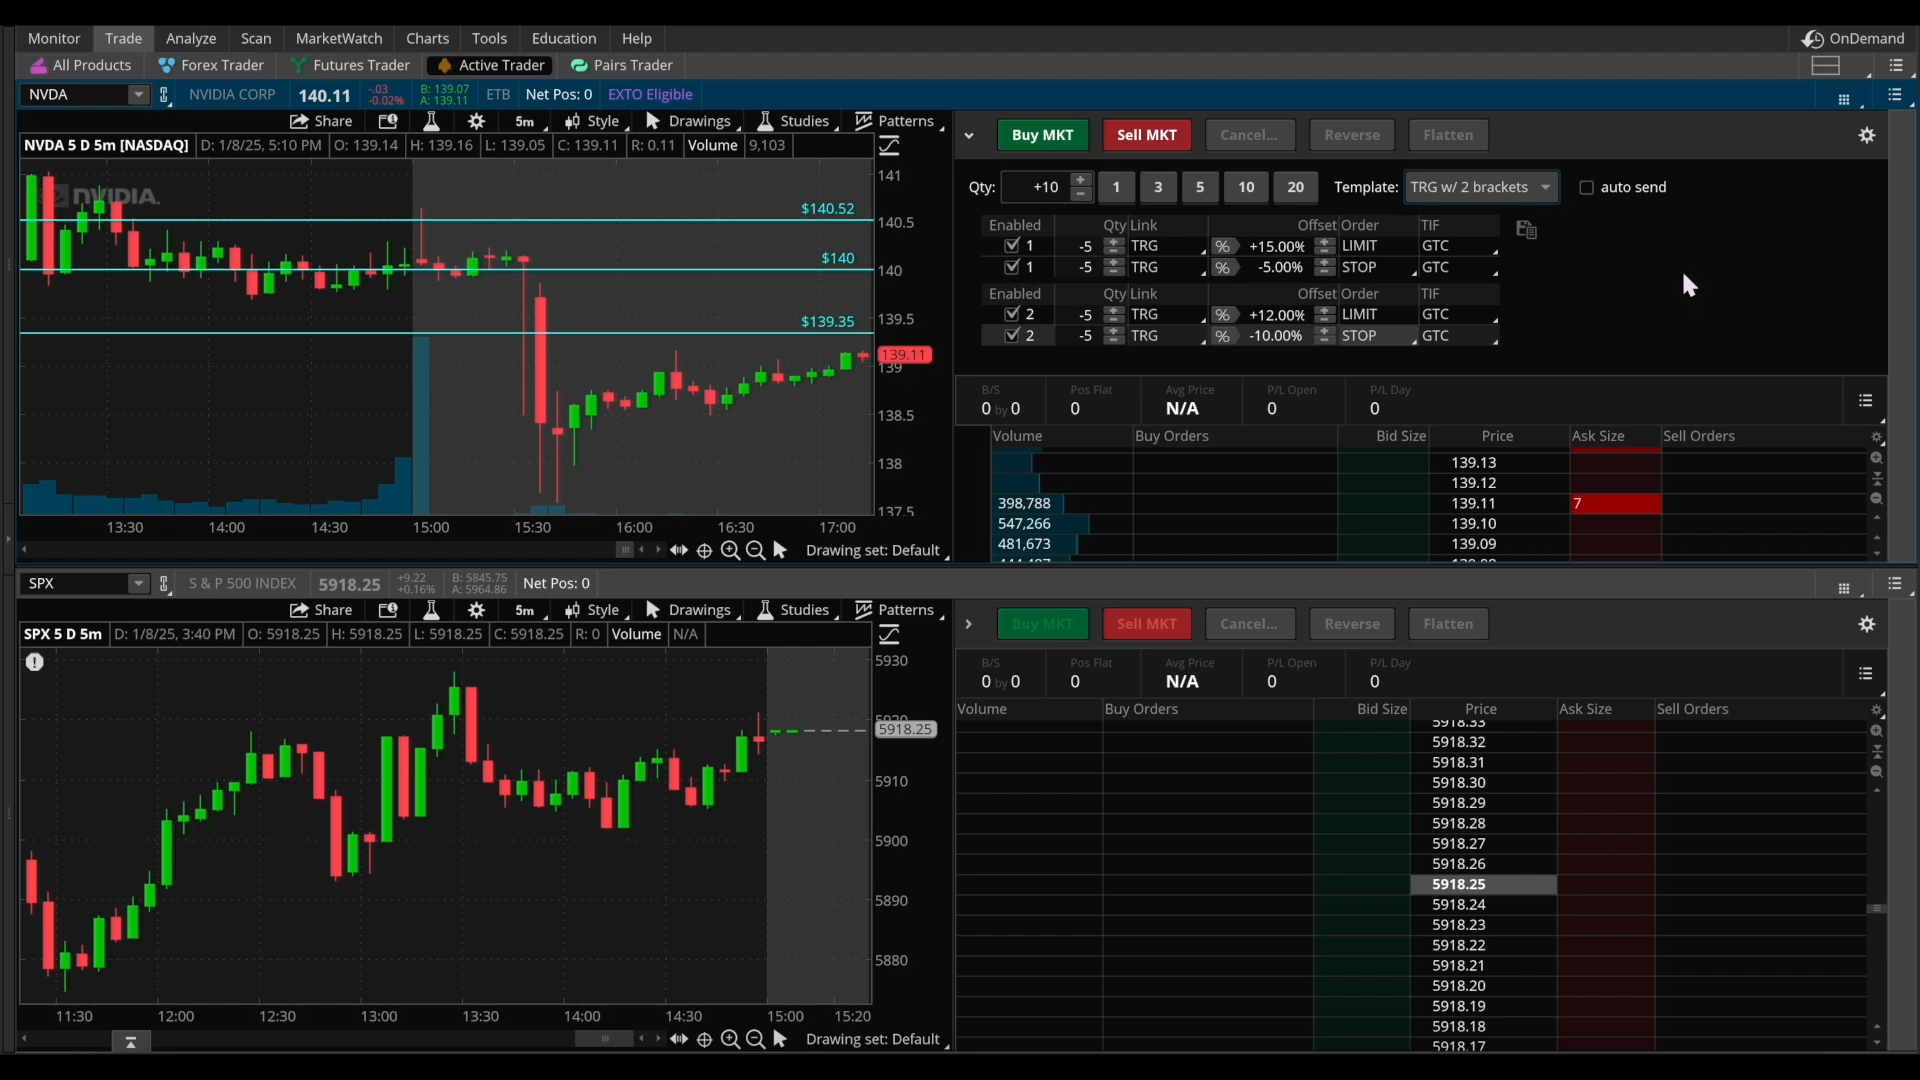 Monitor Trade Analyze Scan MarketWatch Charts Tools Education Help OnDemand
All Products Forex Trader Futures Trader Active Trader Pairs Trader
NVDA NVIDIA CORP 140.11 -.03 -0.02% B: 139.07 A: 139.11 ETB Net Pos: 0 EXTO Eligible
Share 5m Style Drawings Studies Patterns
NVDA 5 D 5m [NASDAQ] D: 1/8/25, 5:10 PM O: 139.14 H: 139.16 L: 139.05 C: 139.11 R: 0.11 Volume 9,103
NVIDIA.
$140.52
$140
$139.35
141
140.5
140
139.5
139.11
139
138.5
138
137.5
13:30 14:00 14:30 15:00 15:30 16:00 16:30 17:00
Drawing set: Default
Buy MKT Sell MKT Cancel... Reverse Flatten
Qty: +10 1 3 5 10 20 Template: TRG w/ 2 brackets auto send
Enabled Qty Link Offset Order TIF
1 -5 TRG % +15.00% LIMIT GTC
1 -5 TRG % -5.00% STOP GTC
Enabled Qty Link Offset Order TIF
2 -5 TRG % +12.00% LIMIT GTC
2 -5 TRG % -10.00% STOP GTC
B/S Pos Flat Avg Price P/L Open P/L Day
0 by 0 0 N/A 0 0
Volume Buy Orders Bid Size Price Ask Size Sell Orders
139.13
139.12
398,788 139.11 7
547,266 139.10
481,673 139.09
SPX S & P 500 INDEX 5918.25 +9.22 +0.16% B: 5845.75 A: 5964.86 Net Pos: 0
Share 5m Style Drawings Studies Patterns
SPX 5 D 5m D: 1/8/25, 3:40 PM O: 5918.25 H: 5918.25 L: 5918.25 C: 5918.25 R: 0 Volume N/A
5930
5918.25
5910
5900
5890
5880
11:30 12:00 12:30 13:00 13:30 14:00 14:30 15:00 15:20
Drawing set: Default
Buy MKT Sell MKT Cancel... Reverse Flatten
B/S Pos Flat Avg Price P/L Open P/L Day
0 by 0 0 N/A 0 0
Volume Buy Orders Bid Size Price Ask Size Sell Orders
5918.33
5918.32
5918.31
5918.30
5918.29
5918.28
5918.27
5918.26
5918.25
5918.24
5918.23
5918.22
5918.21
5918.20
5918.19
5918.18
5918.17